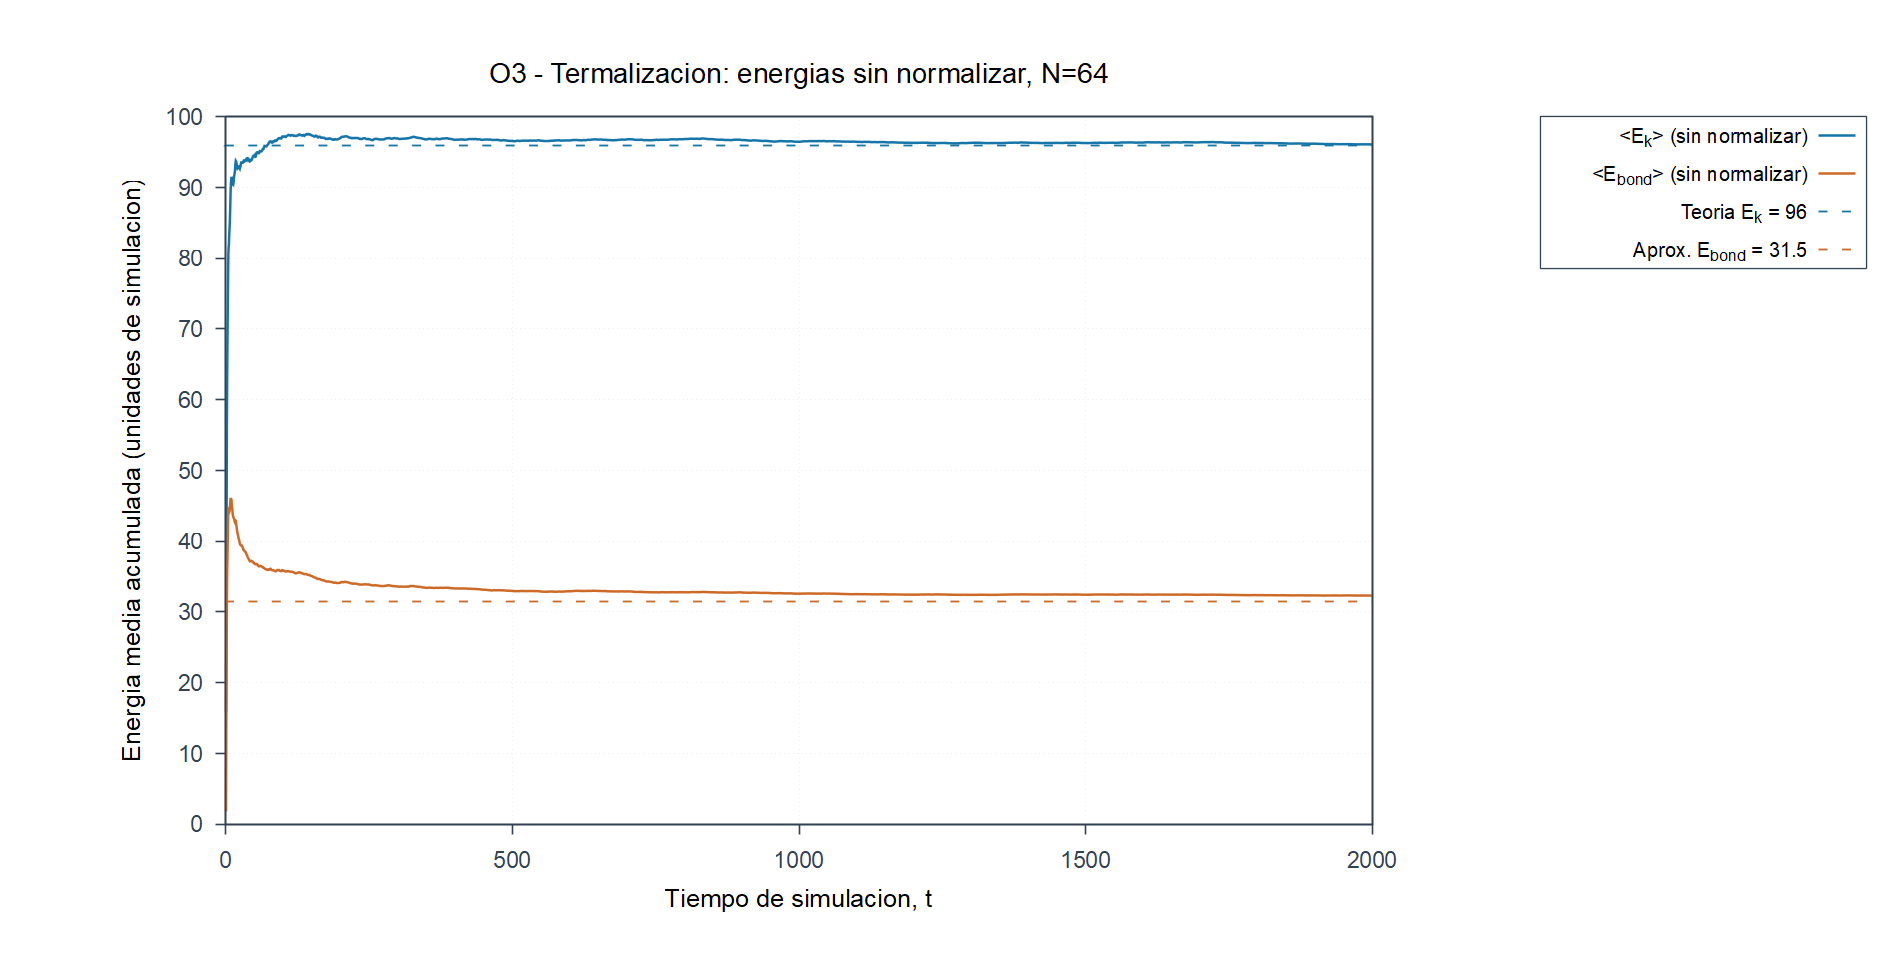 O3 - Termalizacion: energias sin normalizar, N=64
<Ek> (sin normalizar)
<Ebond> (sin normalizar)
Teoria Ek = 96
Aprox. Ebond = 31.5
Energia media acumulada (unidades de simulacion)
100
90
80
70
60
50
40
30
20
10
0
0 500 1000 1500 2000
Tiempo de simulacion, t